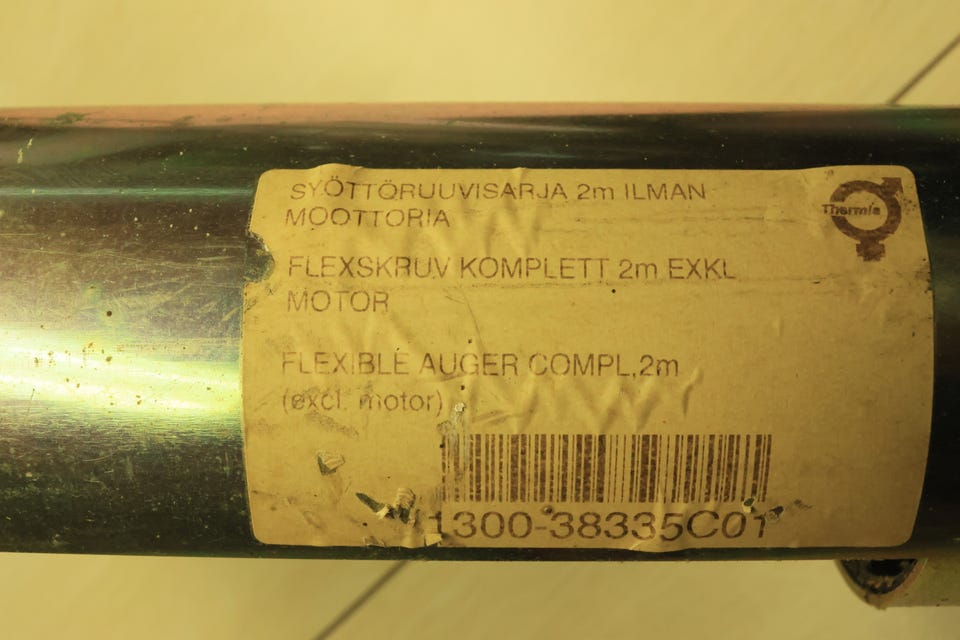 SYÖTTÖRUUVISARJA 2m ILMAN
MOOTTORIA
Thermia
FLEXSKRUV KOMPLETT 2m EXKL
MOTOR
FLEXIBLE AUGER COMPL.2m
(excl. motor)
1300-38335C01